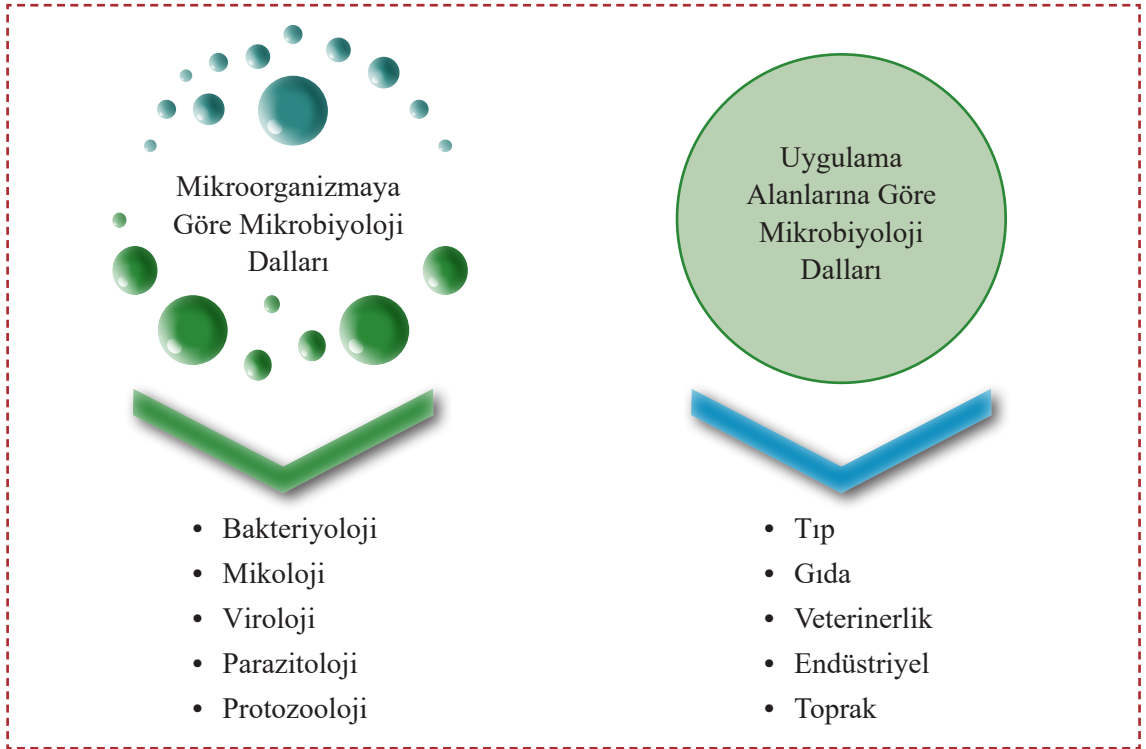 Mikroorganizmaya
Göre Mikrobiyoloji
Dalları
• Bakteriyoloji
• Mikoloji
• Viroloji
• Parazitoloji
• Protozooloji
Uygulama
Alanlarına Göre
Mikrobiyoloji
Dalları
• Tıp
• Gıda
• Veterinerlik
• Endüstriyel
• Toprak